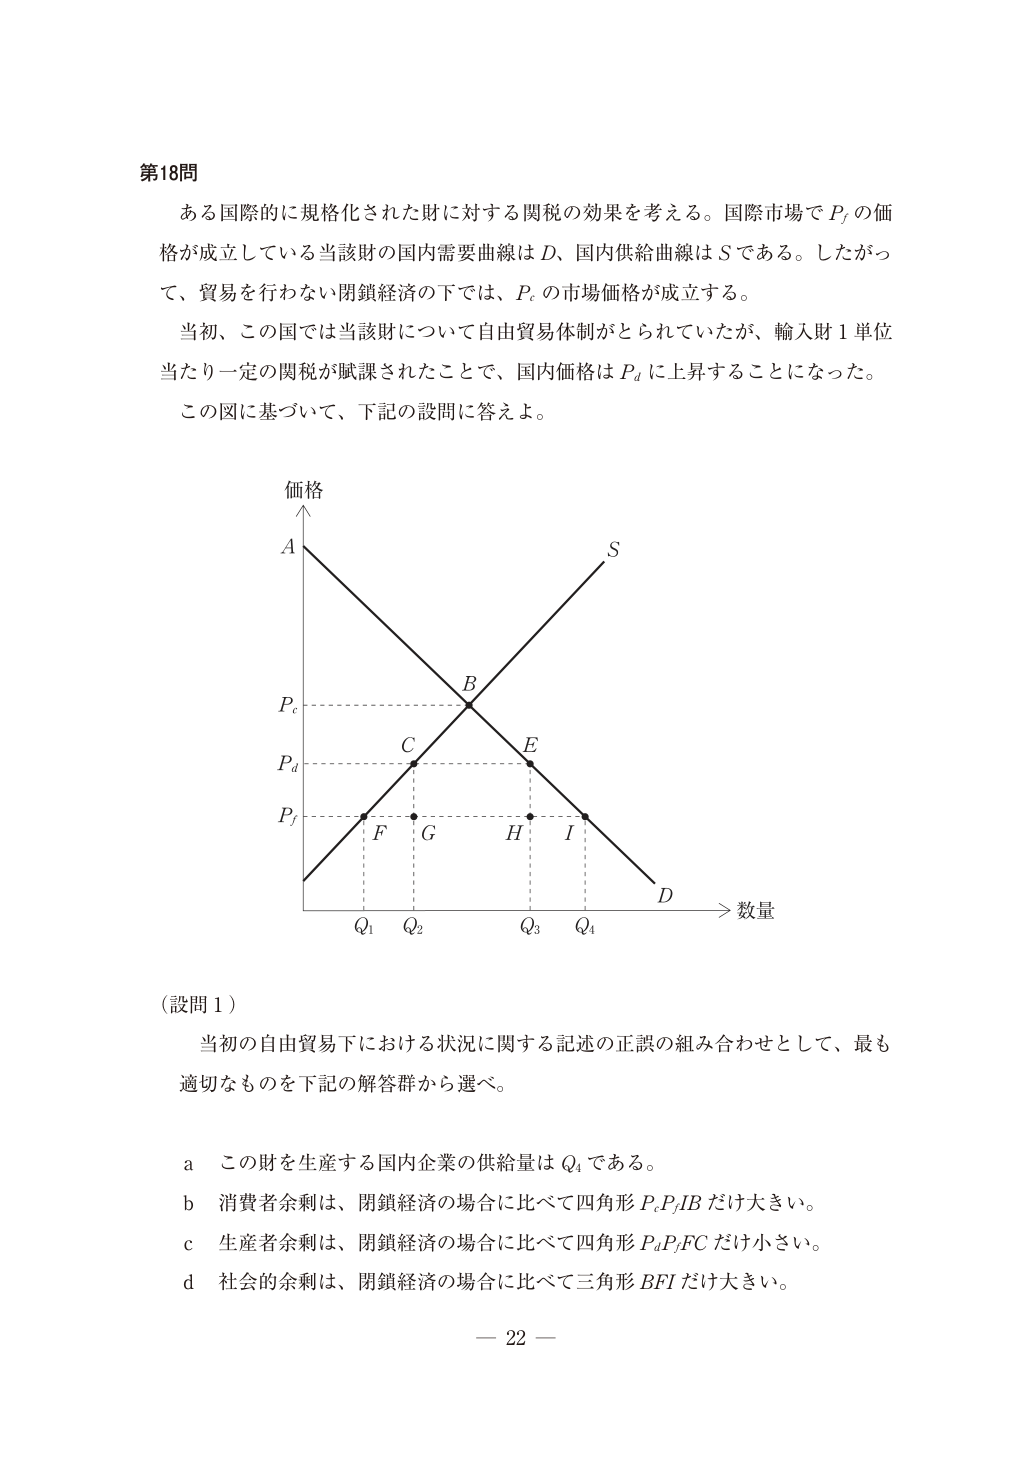 第18問
ある国際的に規格化された財に対する関税の効果を考える。国際市場で Pf の価
格が成立している当該財の国内需要曲線は D、国内供給曲線は S である。したがっ
て、貿易を行わない閉鎖経済の下では、Pc の市場価格が成立する。
当初、この国では当該財について自由貿易体制がとられていたが、輸入財 1 単位
当たり一定の関税が賦課されたことで、国内価格は Pd に上昇することになった。
この図に基づいて、下記の設問に答えよ。
価格
A
S
B
Pc
C
E
Pd
Pf
F
G
H
I
D
数量
Q1
Q2
Q3
Q4
(設問 1)
当初の自由貿易下における状況に関する記述の正誤の組み合わせとして、最も
適切なものを下記の解答群から選べ。
a この財を生産する国内企業の供給量は Q4 である。
b 消費者余剰は、閉鎖経済の場合に比べて四角形 PcPfIB だけ大きい。
c 生産者余剰は、閉鎖経済の場合に比べて四角形 PdPfFC だけ小さい。
d 社会的余剰は、閉鎖経済の場合に比べて三角形 BFI だけ大きい。
— 22 —